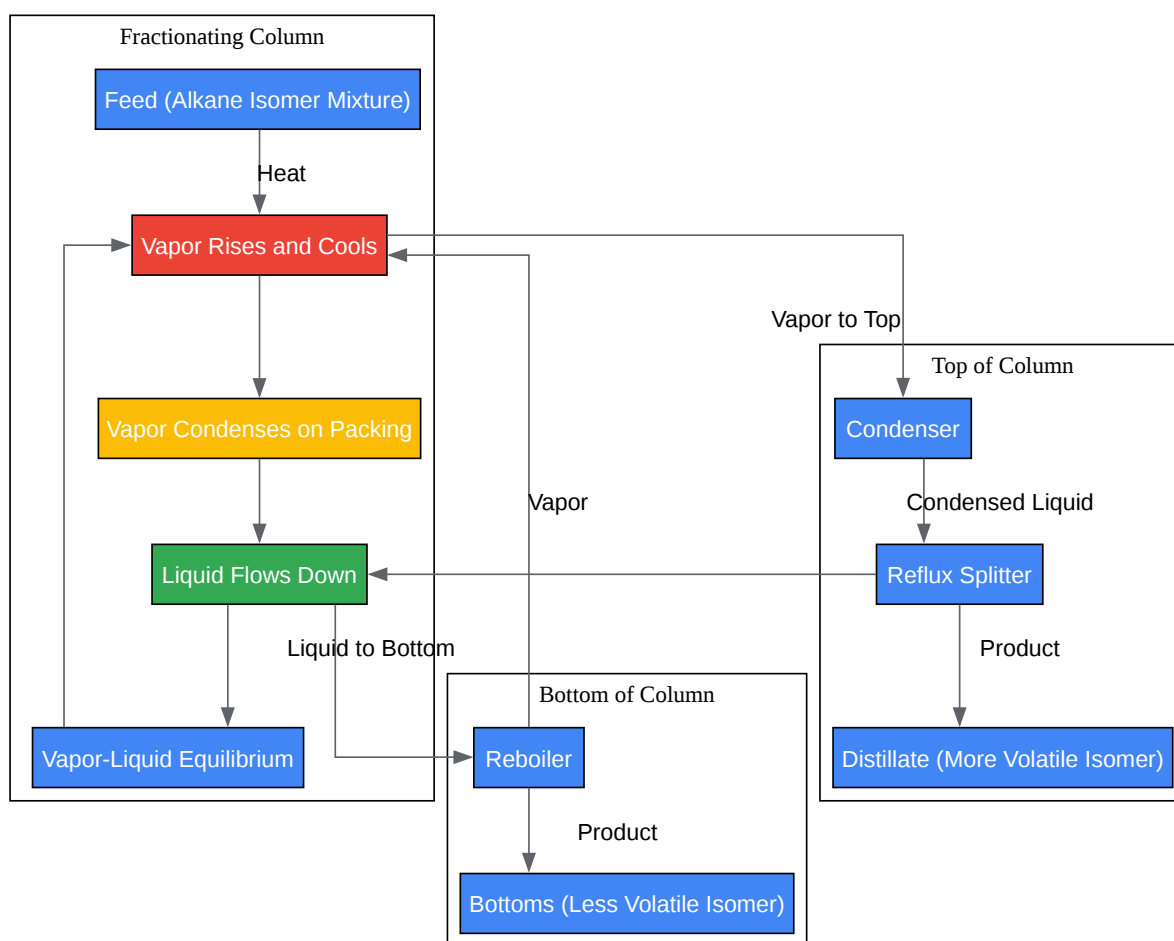 Fractionating Column
Feed (Alkane Isomer Mixture)
Heat
Vapor Rises and Cools
Vapor to Top
Top of Column
Vapor Condenses on Packing
Condenser
Vapor
Condensed Liquid
Liquid Flows Down
Reflux Splitter
Liquid to Bottom
Product
Bottom of Column
Vapor-Liquid Equilibrium
Reboiler
Distillate (More Volatile Isomer)
Product
Bottoms (Less Volatile Isomer)